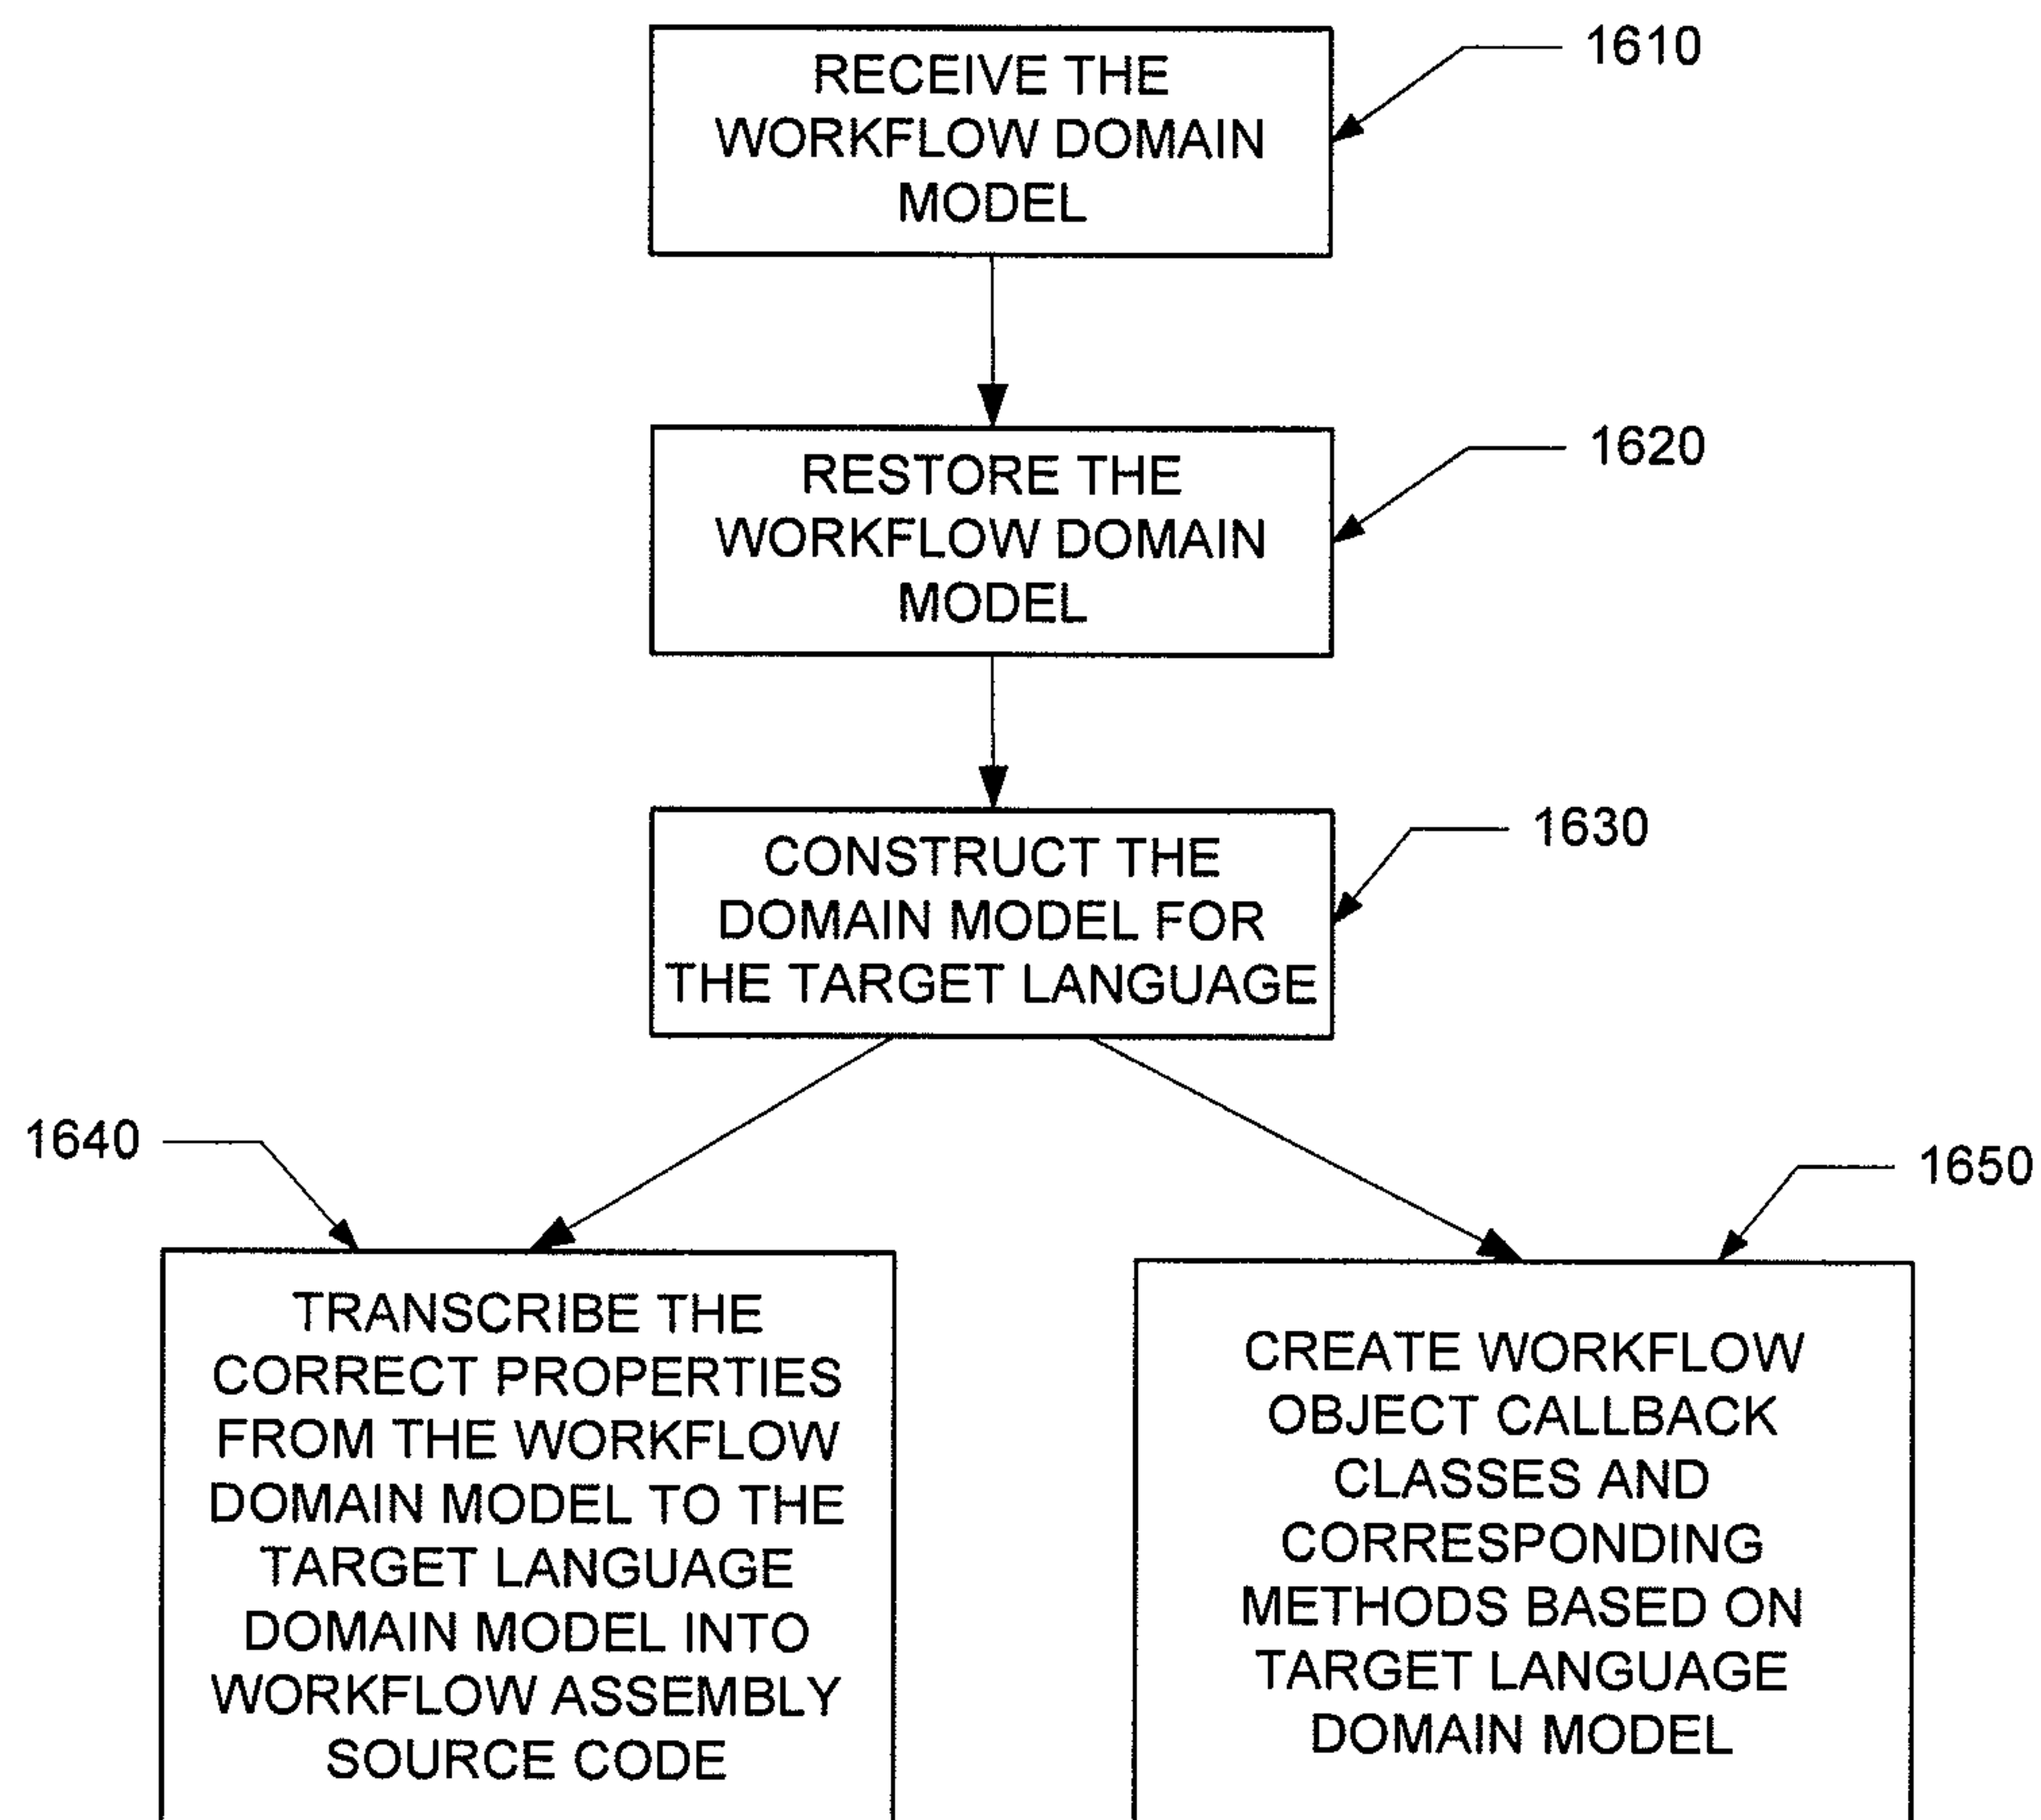 RECEIVE THE
WORKFLOW DOMAIN
MODEL
1610
RESTORE THE
WORKFLOW DOMAIN
MODEL
1620
CONSTRUCT THE
DOMAIN MODEL FOR
THE TARGET LANGUAGE
1630
1640
TRANSCRIBE THE
CORRECT PROPERTIES
FROM THE WORKFLOW
DOMAIN MODEL TO THE
TARGET LANGUAGE
DOMAIN MODEL INTO
WORKFLOW ASSEMBLY
SOURCE CODE
1650
CREATE WORKFLOW
OBJECT CALLBACK
CLASSES AND
CORRESPONDING
METHODS BASED ON
TARGET LANGUAGE
DOMAIN MODEL